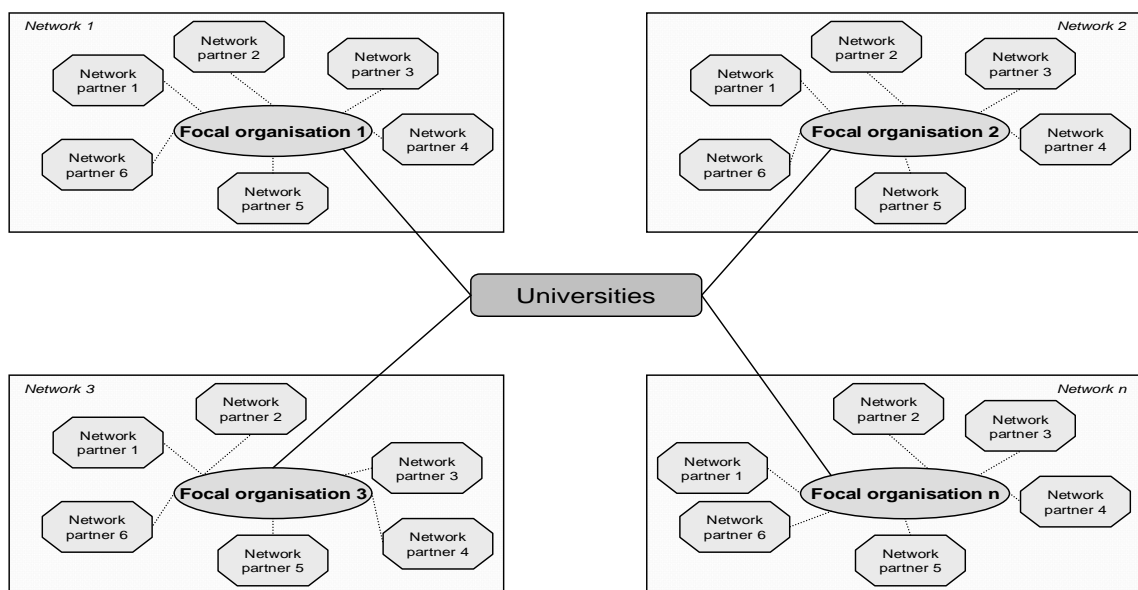 Network 1
Network
partner 1
Network
partner 2
Network
partner 3
Focal organisation 1
Network
partner 4
Network
partner 6
Network
partner 5
Network 2
Network
partner 1
Network
partner 2
Network
partner 3
Focal organisation 2
Network
partner 4
Network
partner 6
Network
partner 5
Universities
Network 3
Network
partner 1
Network
partner 2
Network
partner 3
Focal organisation 3
Network
partner 6
Network
partner 5
Network
partner 4
Network n
Network
partner 2
Network
partner 3
Network
partner 1
Focal organisation n
Network
partner 4
Network
partner 6
Network
partner 5